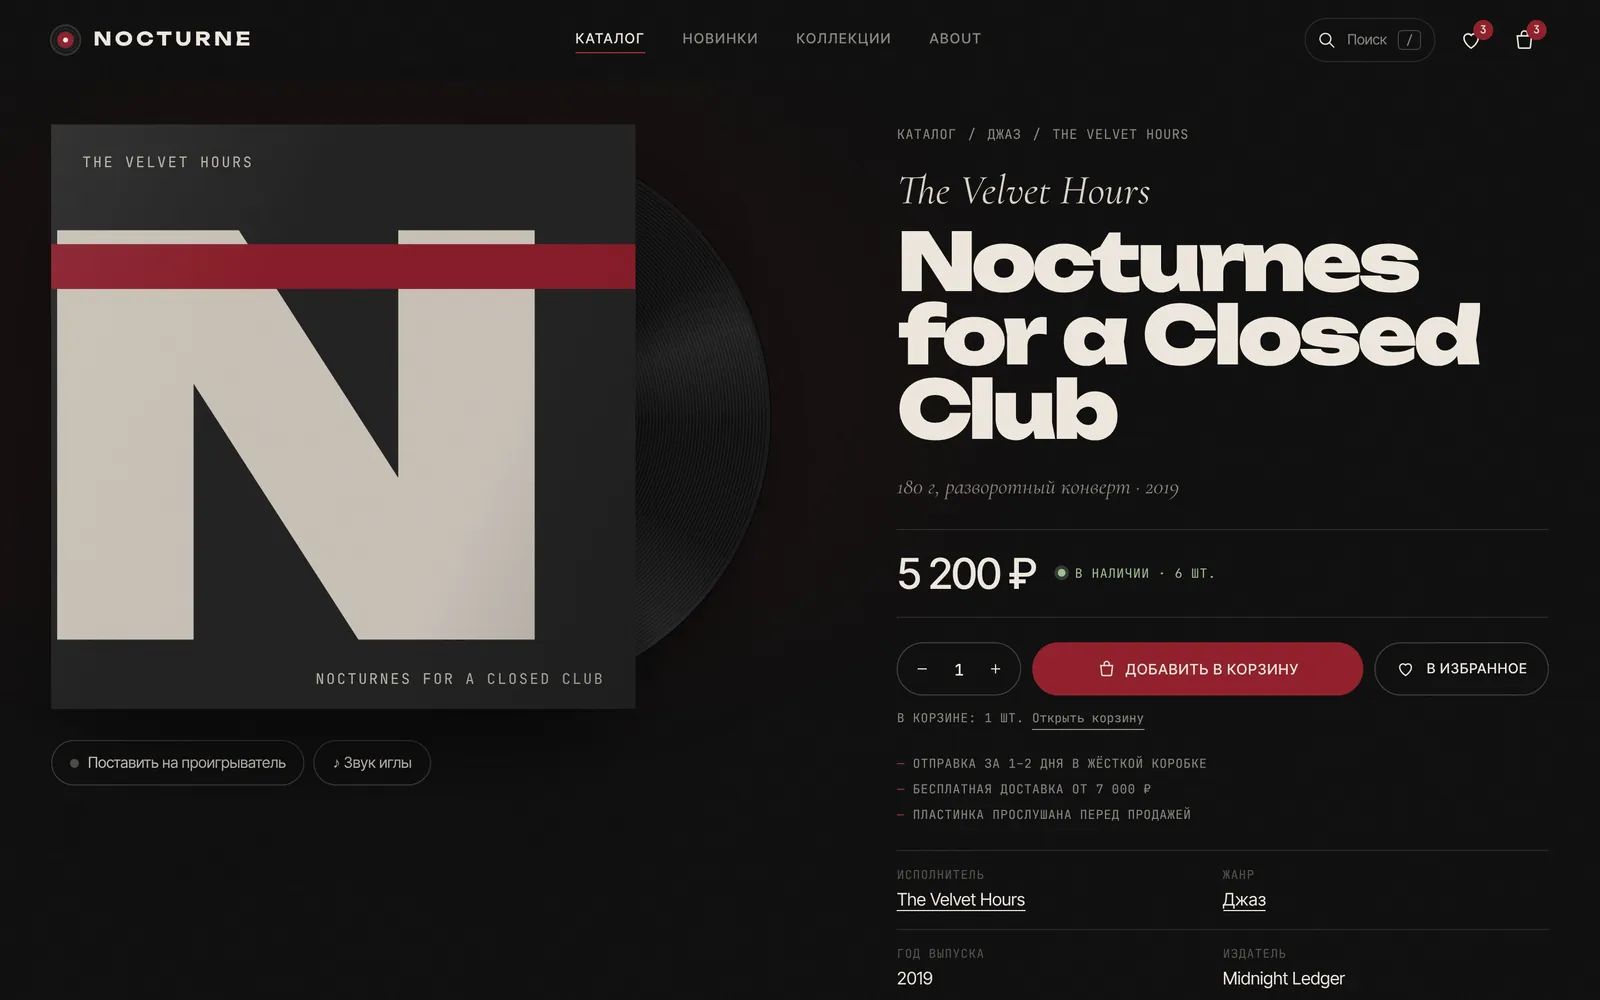 NOCTURNE
КАТАЛОГ НОВИНКИ КОЛЛЕКЦИИ ABOUT
Поиск /
3
3
THE VELVET HOURS
N
NOCTURNES FOR A CLOSED CLUB
Поставить на проигрыватель
♪ Звук иглы
КАТАЛОГ / ДЖАЗ / THE VELVET HOURS
The Velvet Hours
Nocturnes
for a Closed
Club
180 г, разворотный конверт · 2019
5 200 ₽
В НАЛИЧИИ · 6 ШТ.
− 1 +
ДОБАВИТЬ В КОРЗИНУ
В ИЗБРАННОЕ
В КОРЗИНЕ: 1 ШТ. Открыть корзину
— ОТПРАВКА ЗА 1–2 ДНЯ В ЖЁСТКОЙ КОРОБКЕ
— БЕСПЛАТНАЯ ДОСТАВКА ОТ 7 000 ₽
— ПЛАСТИНКА ПРОСЛУШАНА ПЕРЕД ПРОДАЖЕЙ
ИСПОЛНИТЕЛЬ
The Velvet Hours
ЖАНР
Джаз
ГОД ВЫПУСКА
2019
ИЗДАТЕЛЬ
Midnight Ledger